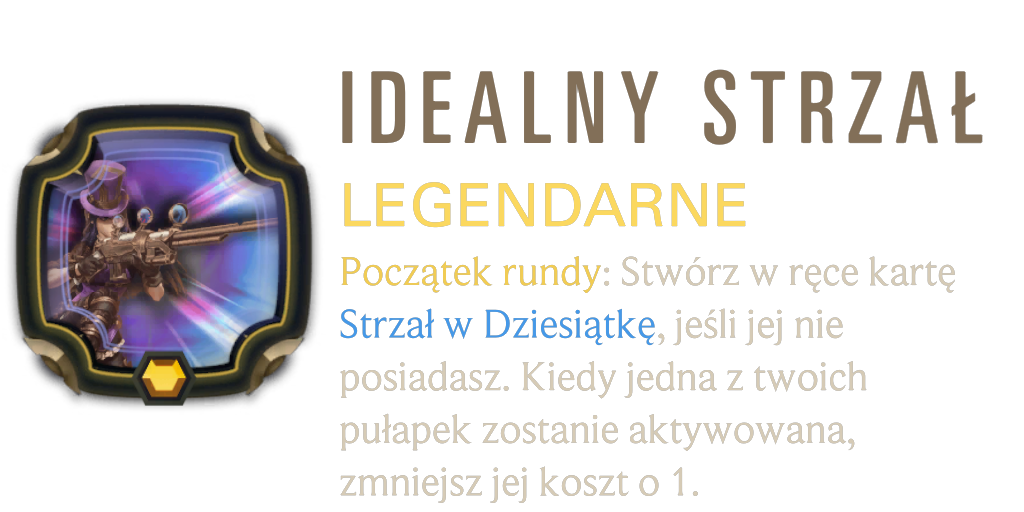 IDEALNY STRZAŁ
LEGENDARNE
Początek rundy: Stwórz w ręce kartę
Strzał w Dziesiątkę, jeśli jej nie
posiadasz. Kiedy jedna z twoich
pułapek zostanie aktywowana,
zmniejsz jej koszt o 1.